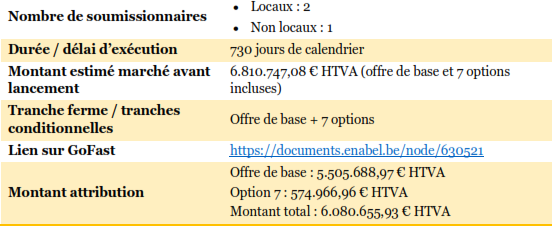 Nombre de soumissionnaires
• Locaux : 2
• Non locaux : 1
Durée / délai d'exécution
730 jours de calendrier
Montant estimé marché avant lancement
6.810.747,08 € HTVA (offre de base et 7 options incluses)
Tranche ferme / tranches conditionnelles
Offre de base + 7 options
Lien sur GoFast
https://documents.enabel.be/node/630521
Montant attribution
Offre de base : 5.505.688,97 € HTVA
Option 7 : 574.966,96 € HTVA
Montant total : 6.080.655,93 € HTVA